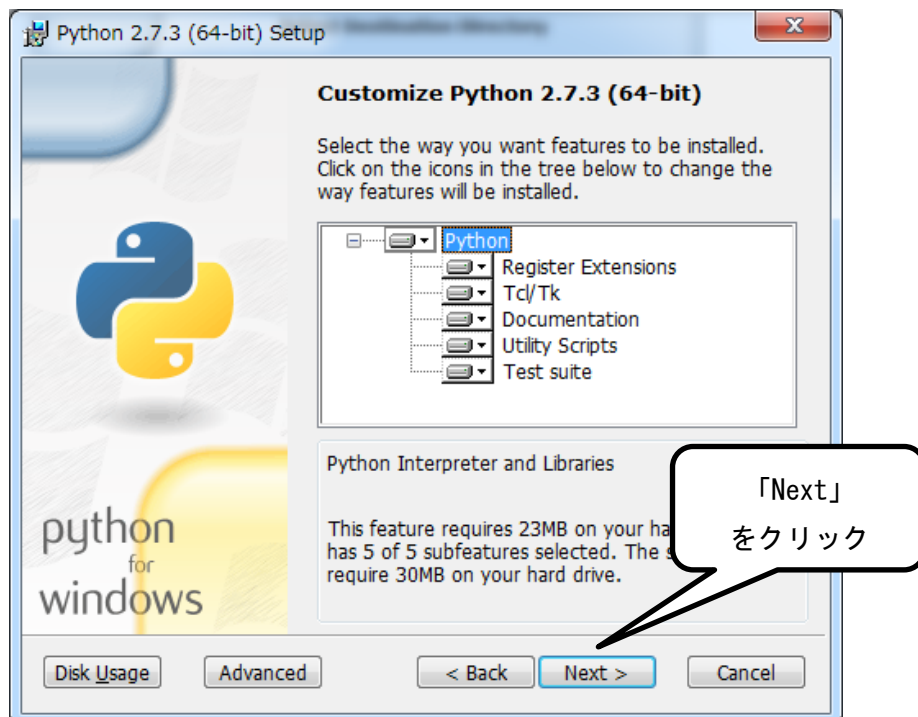 Python 2.7.3 (64-bit) Setup
Customize Python 2.7.3 (64-bit)
Select the way you want features to be installed.
Click on the icons in the tree below to change the
way features will be installed.
Python
Register Extensions
Tcl/Tk
Documentation
Utility Scripts
Test suite
Python Interpreter and Libraries
This feature requires 23MB on your
has 5 of 5 subfeatures selected. The
require 30MB on your hard drive.
「Next」
をクリック
python
for
windows
Disk Usage
Advanced
< Back
Next >
Cancel